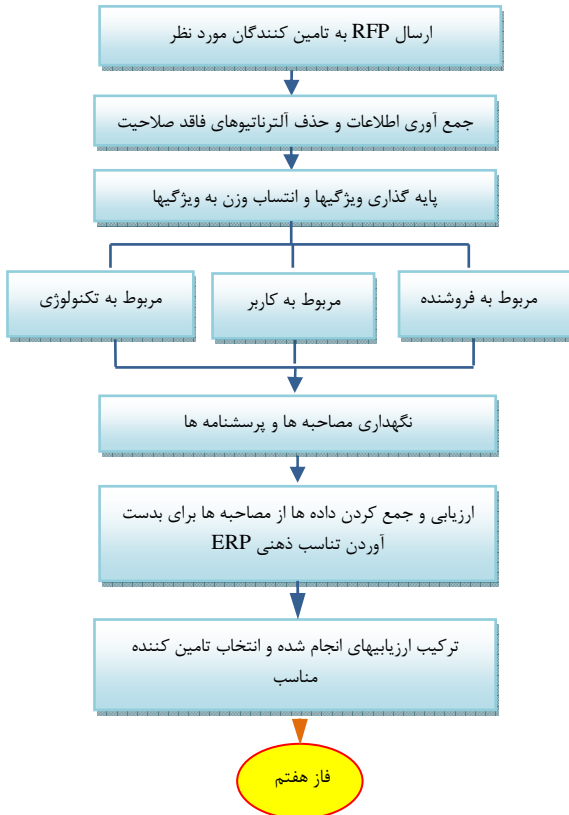 ارسال RFP به تامین کنندگان مورد نظر
جمع آوری اطلاعات و حذف آلترناتیوهای فاقد صلاحیت
پایه گذاری ویژگیها و انتساب وزن به ویژگیها
مربوط به فروشنده
مربوط به کاربر
مربوط به تکنولوژی
نگهداری مصاحبه ها و پرسشنامه ها
ارزیابی و جمع کردن داده ها از مصاحبه ها برای بدست
آوردن تناسب ذهنی ERP
ترکیب ارزیابیهای انجام شده و انتخاب تامین کننده
مناسب
فاز هفتم